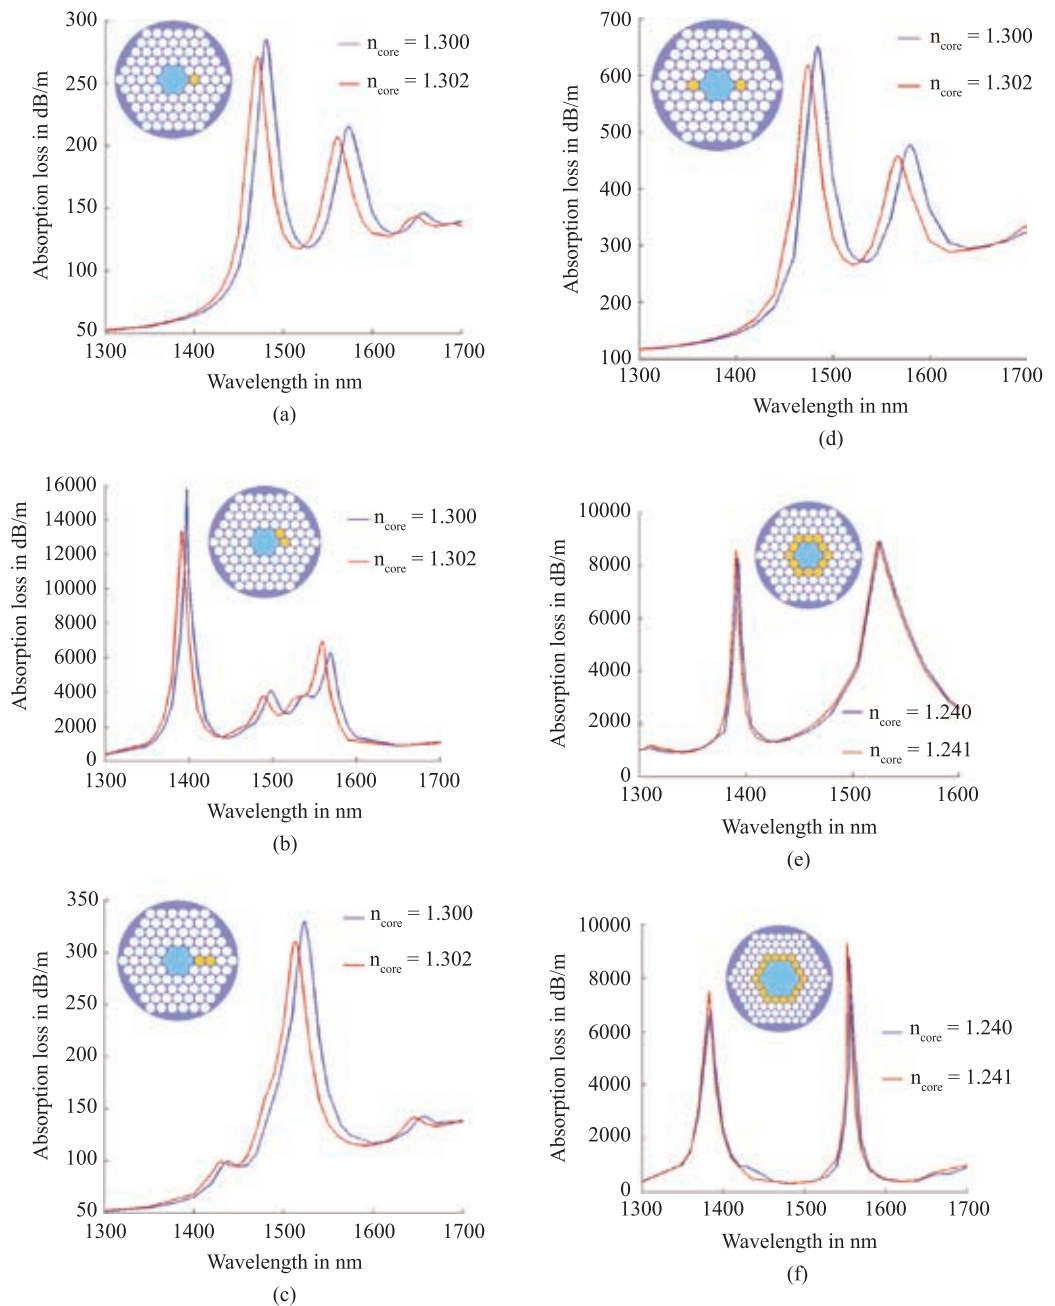 300
250
200
150
100
50
1300
1400
1500
1600
1700
Absorption loss in dB/m
Wavelength in nm
n_core = 1.300
n_core = 1.302
(a)
700
600
500
400
300
200
100
1300
1400
1500
1600
1700
Absorption loss in dB/m
Wavelength in nm
n_core = 1.300
n_core = 1.302
(d)
16000
14000
12000
10000
8000
6000
4000
2000
0
1300
1400
1500
1600
1700
Absorption loss in dB/m
Wavelength in nm
n_core = 1.300
n_core = 1.302
(b)
10000
8000
6000
4000
2000
0
1300
1400
1500
1600
Absorption loss in dB/m
Wavelength in nm
n_core = 1.240
n_core = 1.241
(e)
350
300
250
200
150
100
50
1300
1400
1500
1600
1700
Absorption loss in dB/m
Wavelength in nm
n_core = 1.300
n_core = 1.302
(c)
10000
8000
6000
4000
2000
0
1300
1400
1500
1600
1700
Absorption loss in dB/m
Wavelength in nm
n_core = 1.240
n_core = 1.241
(f)